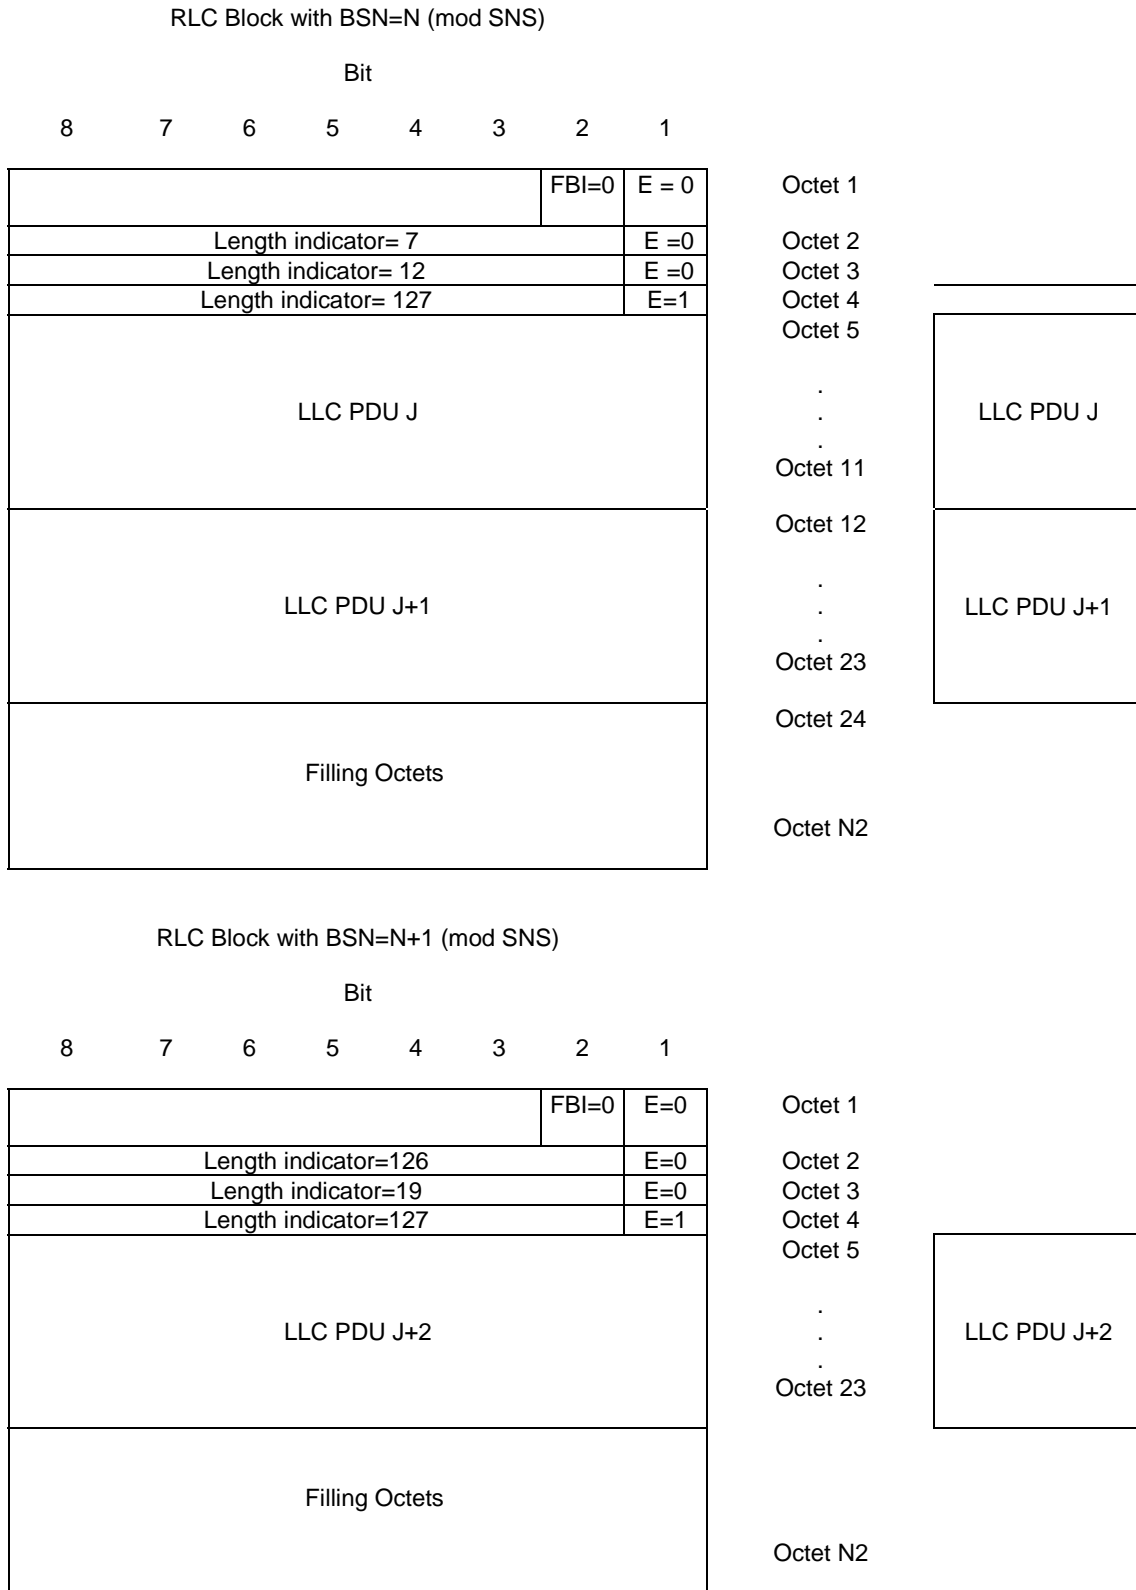 RLC Block with BSN=N (mod SNS)
Bit
8 7 6 5 4 3 2 1
FBI=0 E = 0 Octet 1
Length indicator= 7 E =0 Octet 2
Length indicator= 12 E =0 Octet 3
Length indicator= 127 E=1 Octet 4
Octet 5
.
LLC PDU J . LLC PDU J
.
Octet 11
Octet 12
.
LLC PDU J+1 . LLC PDU J+1
.
Octet 23
Octet 24
Filling Octets
Octet N2
RLC Block with BSN=N+1 (mod SNS)
Bit
8 7 6 5 4 3 2 1
FBI=0 E=0 Octet 1
Length indicator=126 E=0 Octet 2
Length indicator=19 E=0 Octet 3
Length indicator=127 E=1 Octet 4
Octet 5
.
LLC PDU J+2 . LLC PDU J+2
.
Octet 23
Filling Octets
Octet N2